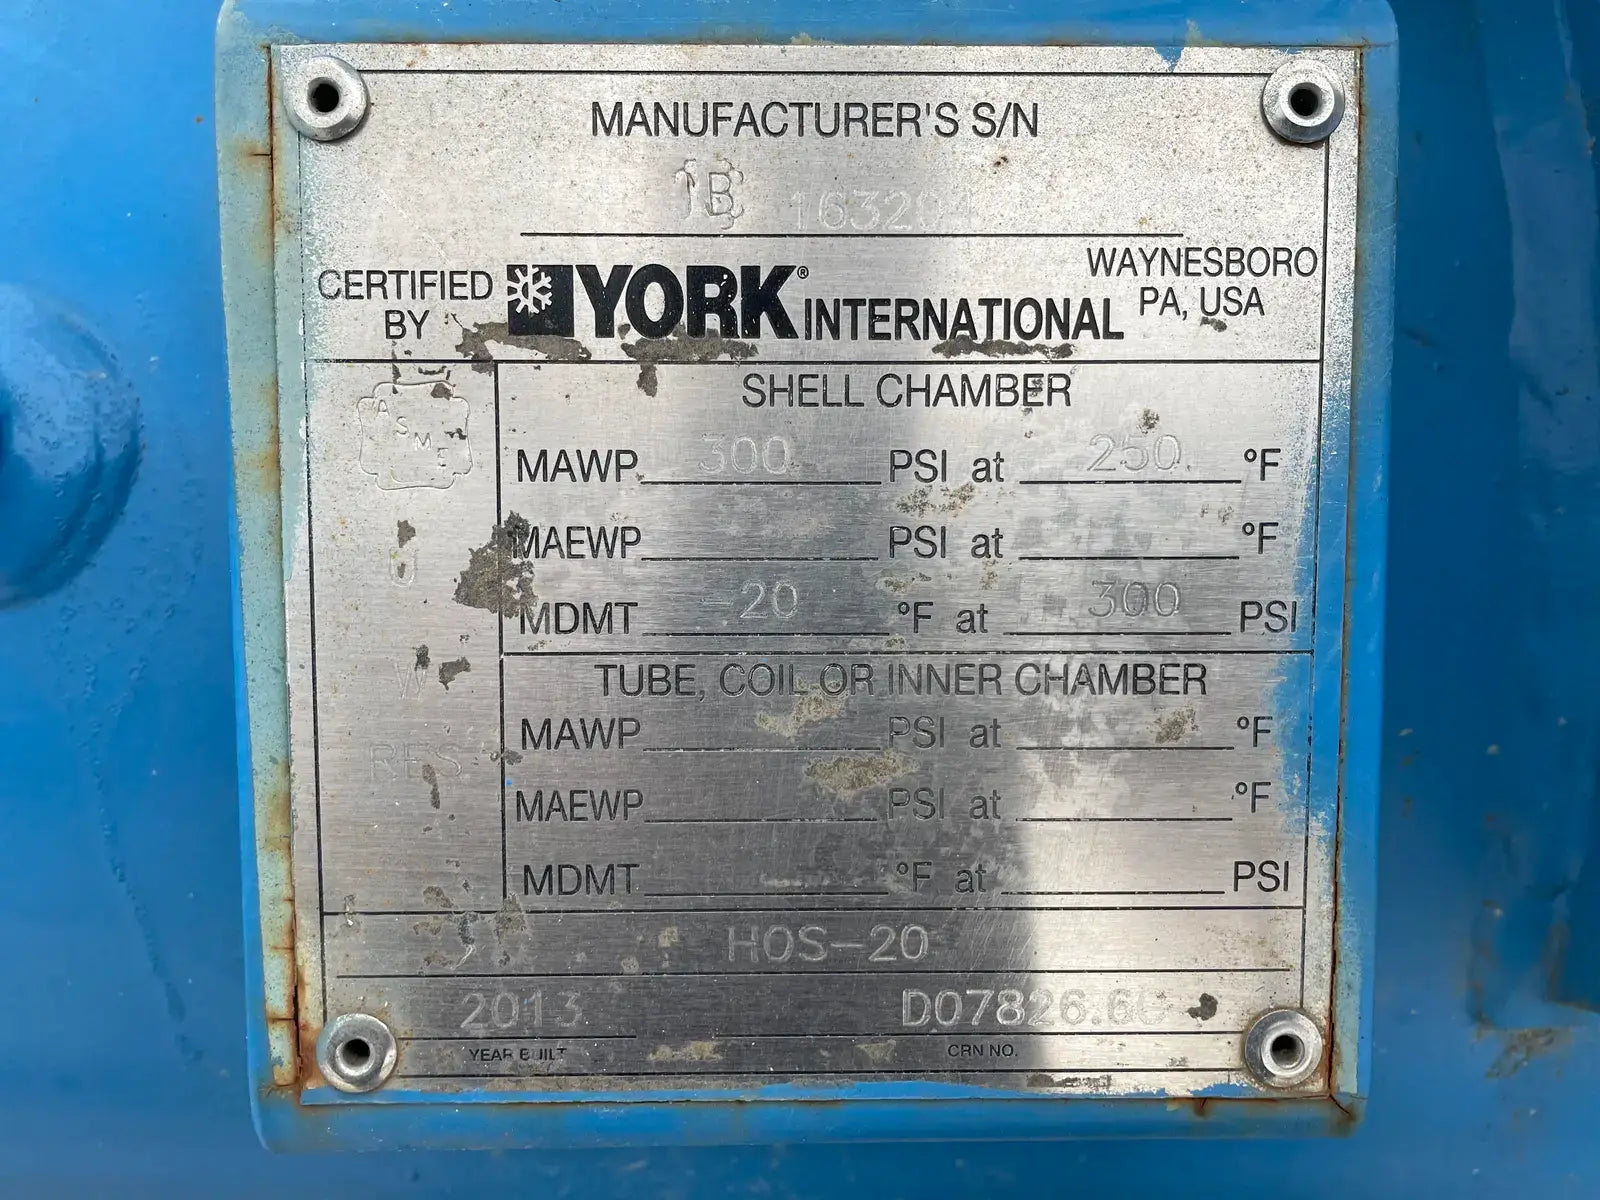 MANUFACTURER'S S/N
CERTIFIED BY
YORK® INTERNATIONAL
WAYNESBORO
PA, USA
ASME
U
W
RES
SHELL CHAMBER
MAWP 300 PSI at 250 °F
MAEWP PSI at °F
MDMT -20 °F at 300 PSI
TUBE, COIL OR INNER CHAMBER
MAWP PSI at °F
MAEWP PSI at °F
MDMT °F at PSI
HOS-20
2013
YEAR BUILT
CRN NO.